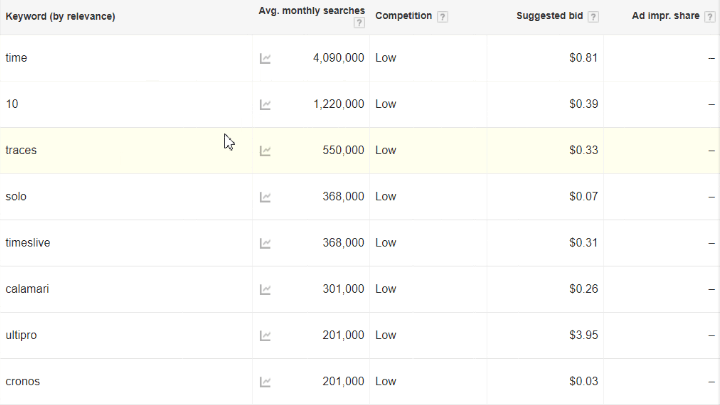 Keyword (by relevance) Avg. monthly searches ? Competition ? Suggested bid ? Ad impr. share ?
time 4,090,000 Low $0.81 –
10 1,220,000 Low $0.39 –
traces 550,000 Low $0.33 –
solo 368,000 Low $0.07 –
timeslive 368,000 Low $0.31 –
calamari 301,000 Low $0.26 –
ultipro 201,000 Low $3.95 –
cronos 201,000 Low $0.03 –